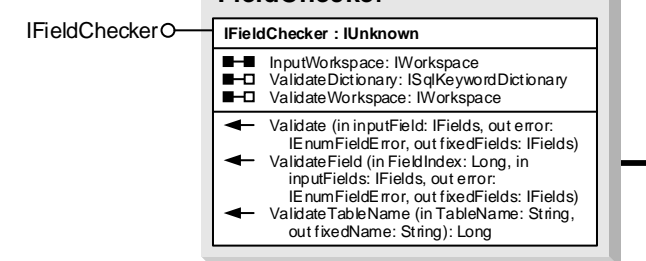 FieldChecker
IFieldChecker
IFieldChecker : IUnknown
InputWorkspace: IWorkspace
ValidateDictionary: ISqlKeywordDictionary
ValidateWorkspace: IWorkspace
Validate (in inputField: IFields, out error:
IEnumFieldError, out fixedFields: IFields)
ValidateField (in FieldIndex: Long, in
inputFields: IFields, out error:
IEnumFieldError, out fixedFields: IFields)
ValidateTableName (in TableName: String,
out fixedName: String): Long